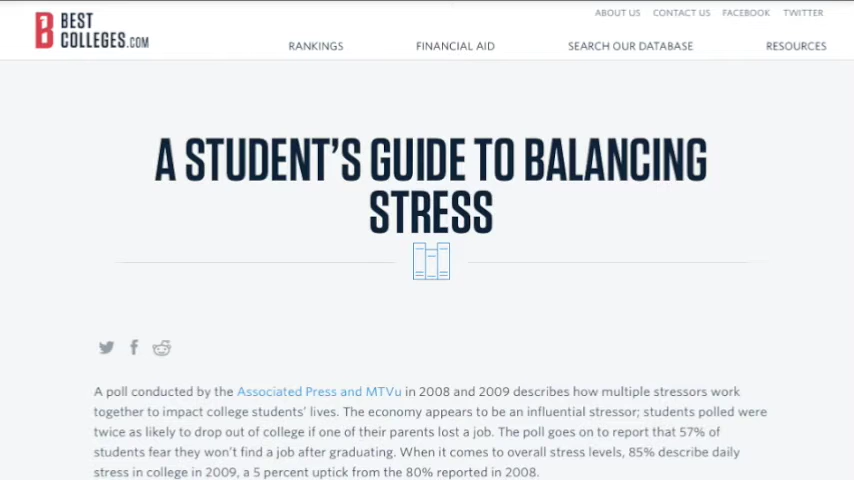 ABOUT US CONTACT US FACEBOOK TWITTER
BEST
COLLEGES.COM
RANKINGS FINANCIAL AID SEARCH OUR DATABASE RESOURCES
A STUDENT'S GUIDE TO BALANCING
STRESS
A poll conducted by the Associated Press and MTVu in 2008 and 2009 describes how multiple stressors work
together to impact college students' lives. The economy appears to be an influential stressor; students polled were
twice as likely to drop out of college if one of their parents lost a job. The poll goes on to report that 57% of
students fear they won't find a job after graduating. When it comes to overall stress levels, 85% describe daily
stress in college in 2009, a 5 percent uptick from the 80% reported in 2008.